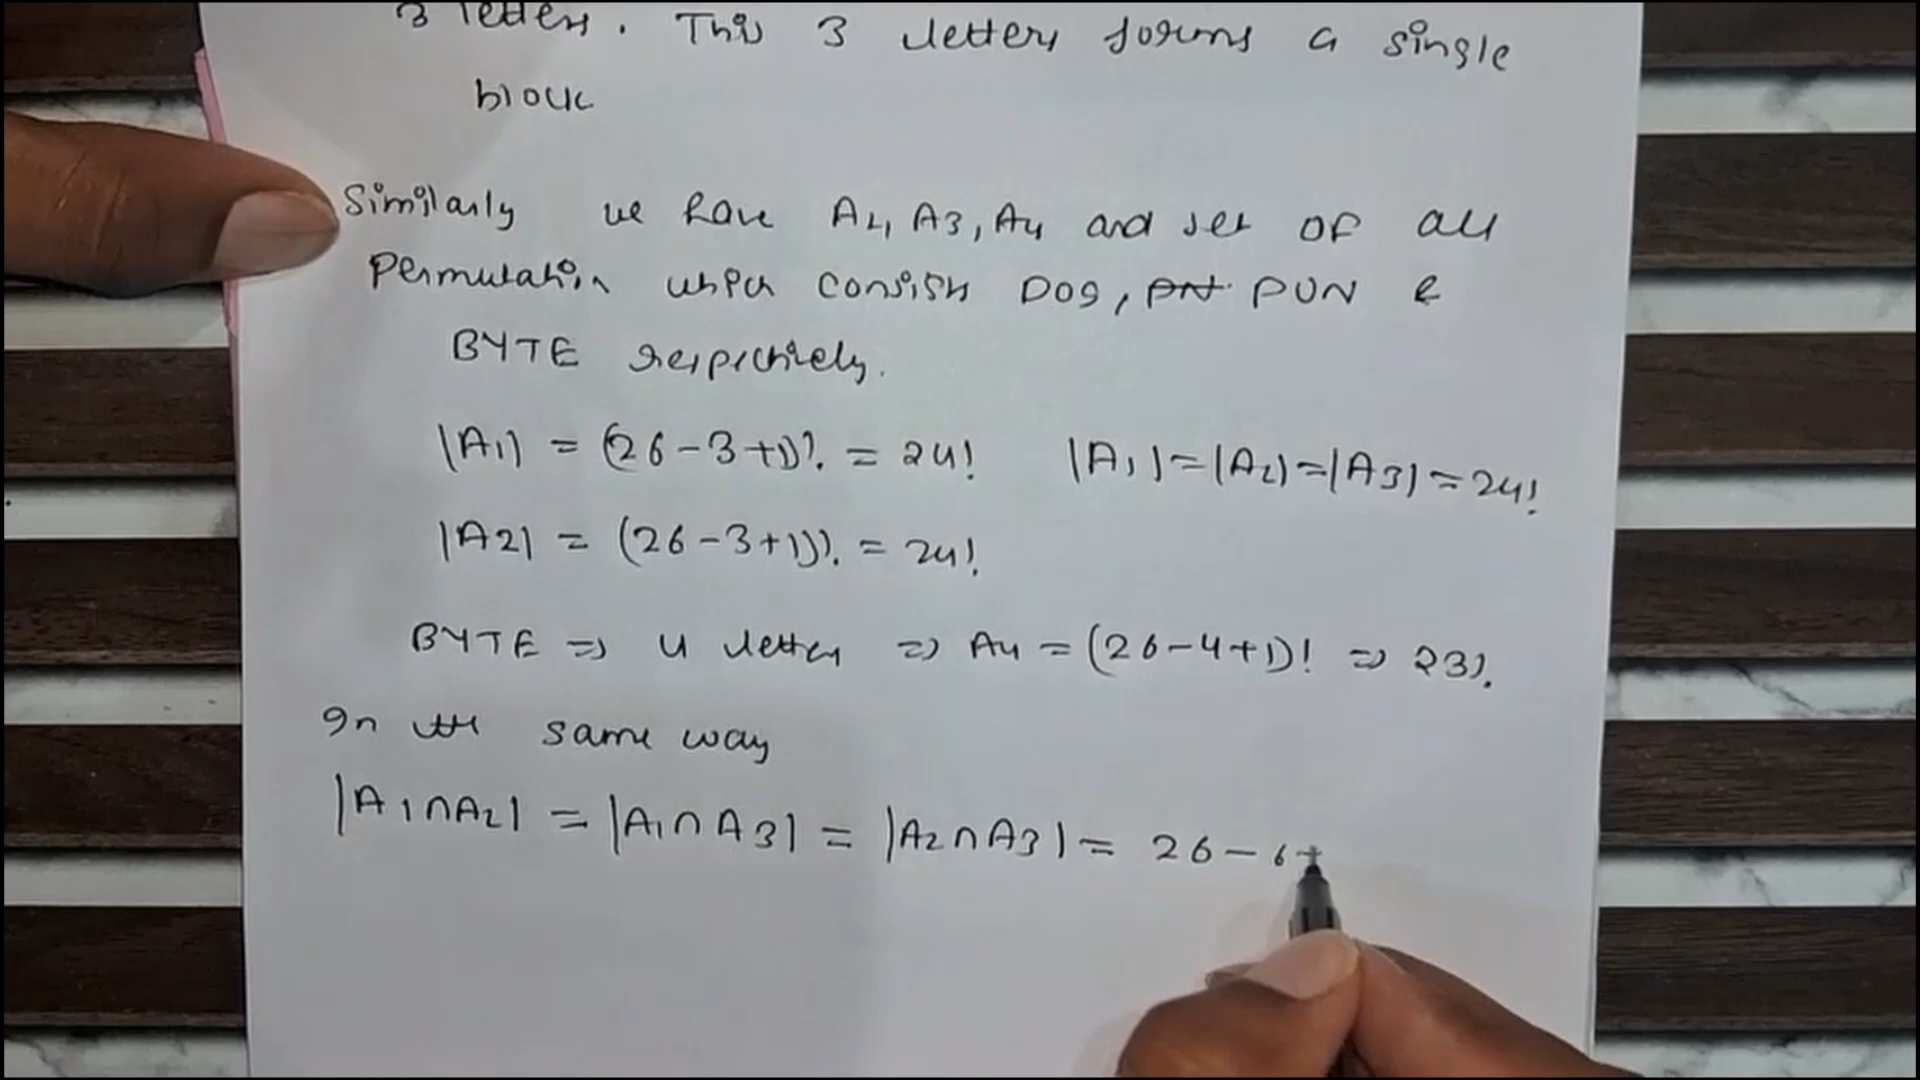 3 letters. This 3 letters forms a single
block
Similarly we have A2, A3, A4 and set of all
Permutation which consists DOG, PUN &
BYTE respectively.
|A1| = (26-3+1)! = 24! |A1|=|A2|=|A3|=24!
|A2| = (26-3+1)! = 24!
BYTE => 4 letter => A4 = (26-4+1)! => 23!
In the same way
|A1∩A2| = |A1∩A3| = |A2∩A3| = 26-6+